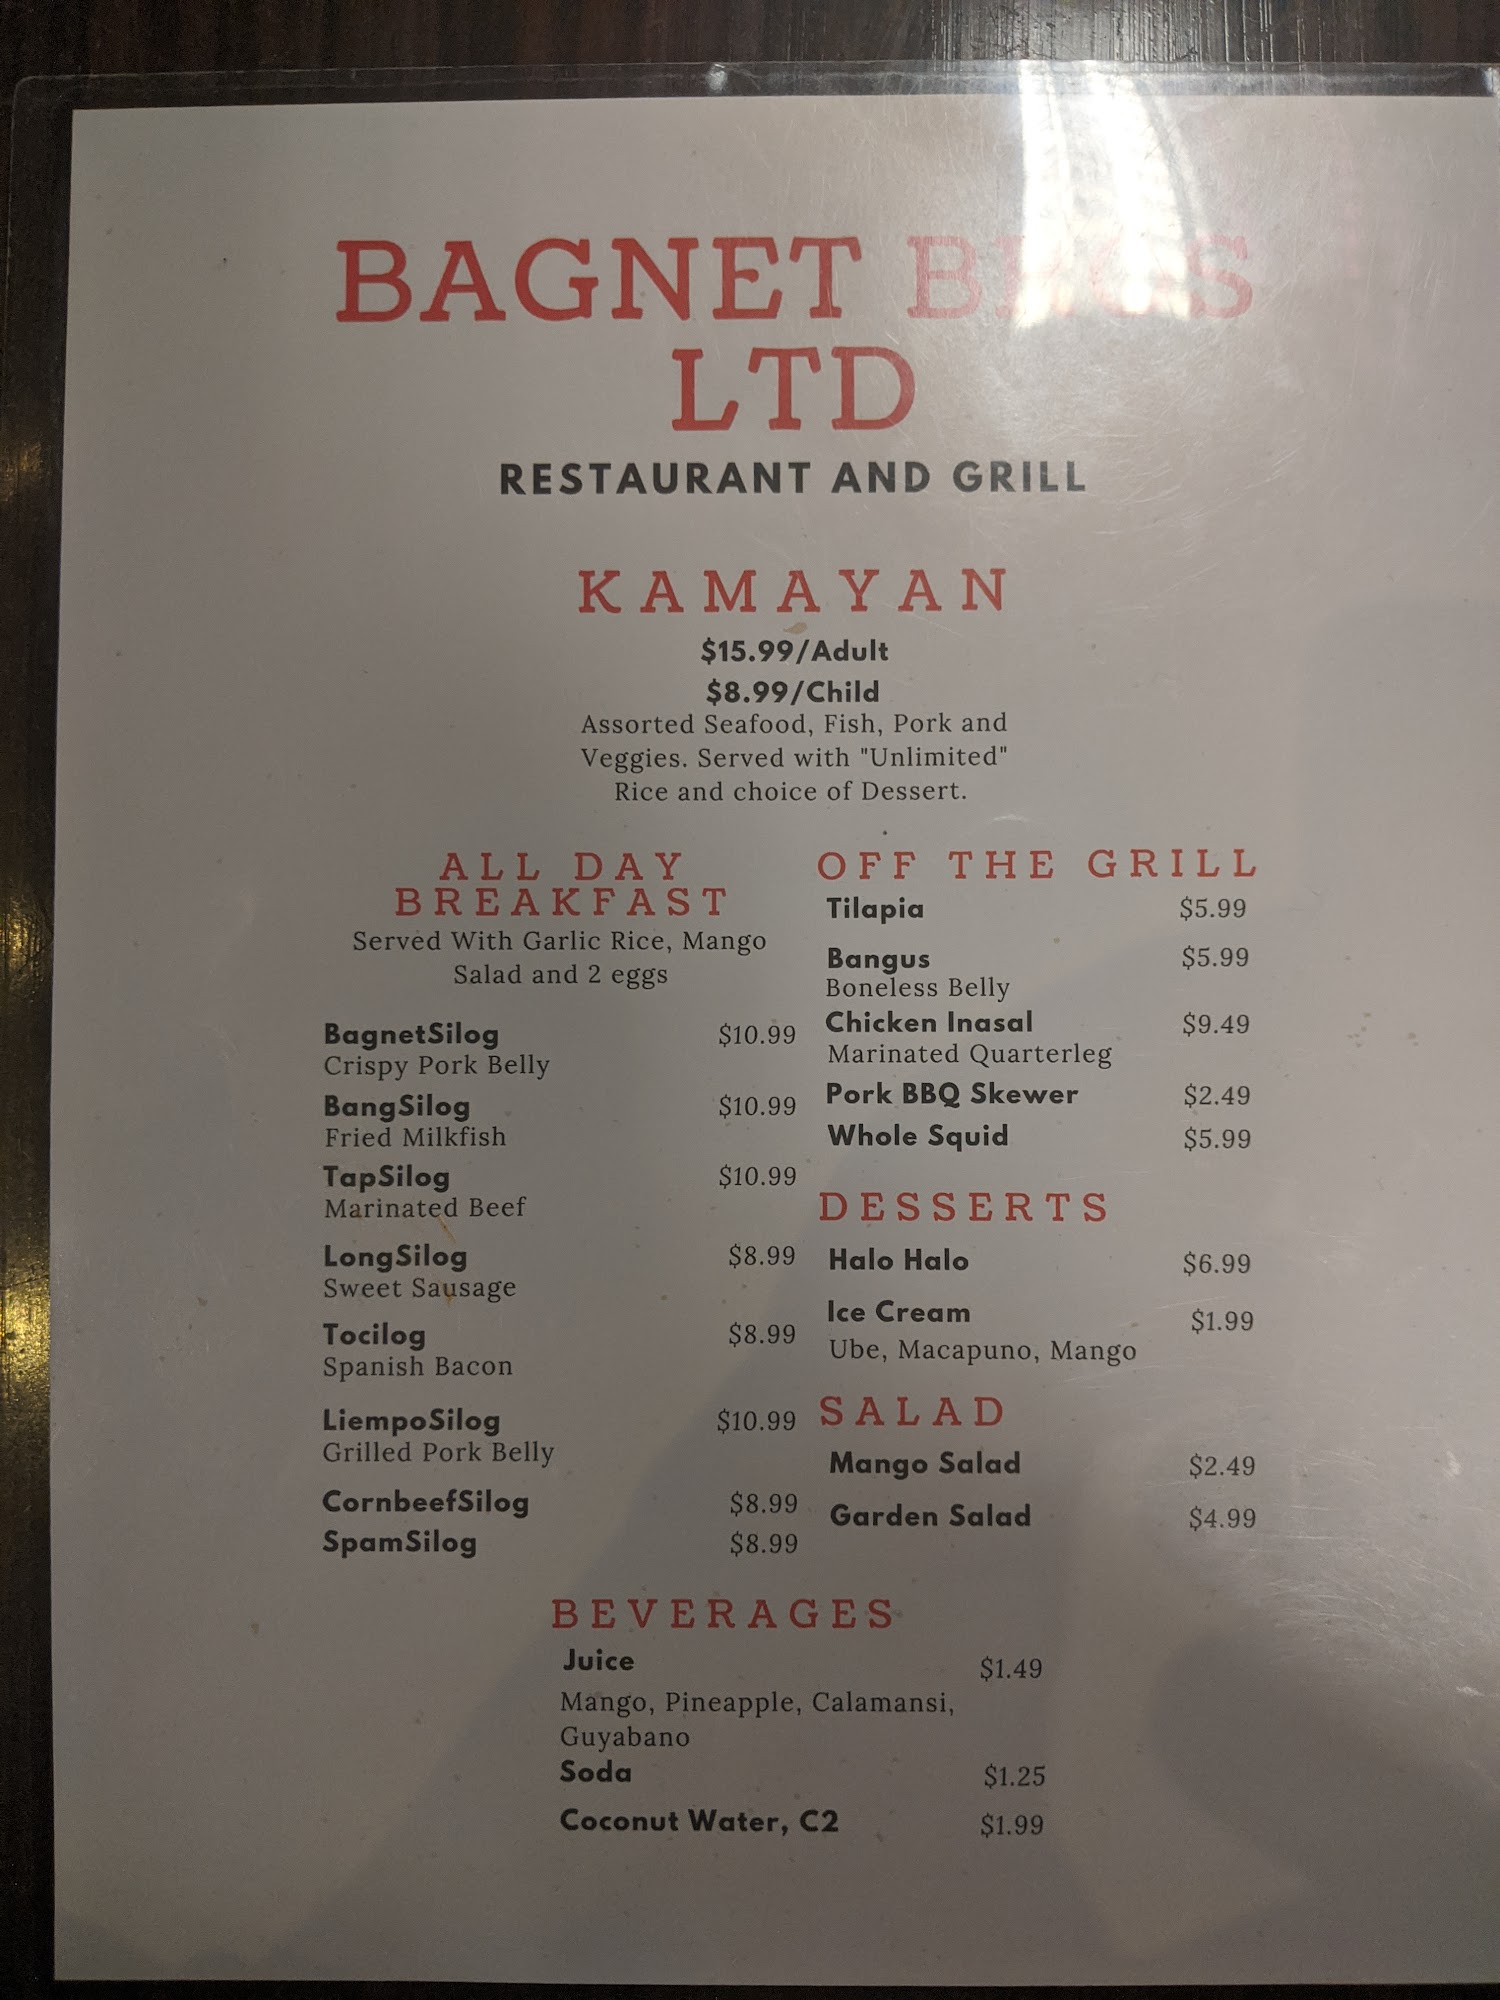 BAGNET BROS
LTD
RESTAURANT AND GRILL
KAMAYAN
$15.99/Adult
$8.99/Child
Assorted Seafood, Fish, Pork and
Veggies. Served with "Unlimited"
Rice and choice of Dessert.
ALL DAY
BREAKFAST
Served With Garlic Rice, Mango
Salad and 2 eggs
BagnetSilog $10.99
Crispy Pork Belly
BangSilog $10.99
Fried Milkfish
TapSilog $10.99
Marinated Beef
LongSilog $8.99
Sweet Sausage
Tocilog $8.99
Spanish Bacon
LiempoSilog $10.99
Grilled Pork Belly
CornbeefSilog $8.99
SpamSilog $8.99
OFF THE GRILL
Tilapia $5.99
Bangus $5.99
Boneless Belly
Chicken Inasal $9.49
Marinated Quarterleg
Pork BBQ Skewer $2.49
Whole Squid $5.99
DESSERTS
Halo Halo $6.99
Ice Cream $1.99
Ube, Macapuno, Mango
SALAD
Mango Salad $2.49
Garden Salad $4.99
BEVERAGES
Juice $1.49
Mango, Pineapple, Calamansi,
Guyabano
Soda $1.25
Coconut Water, C2 $1.99